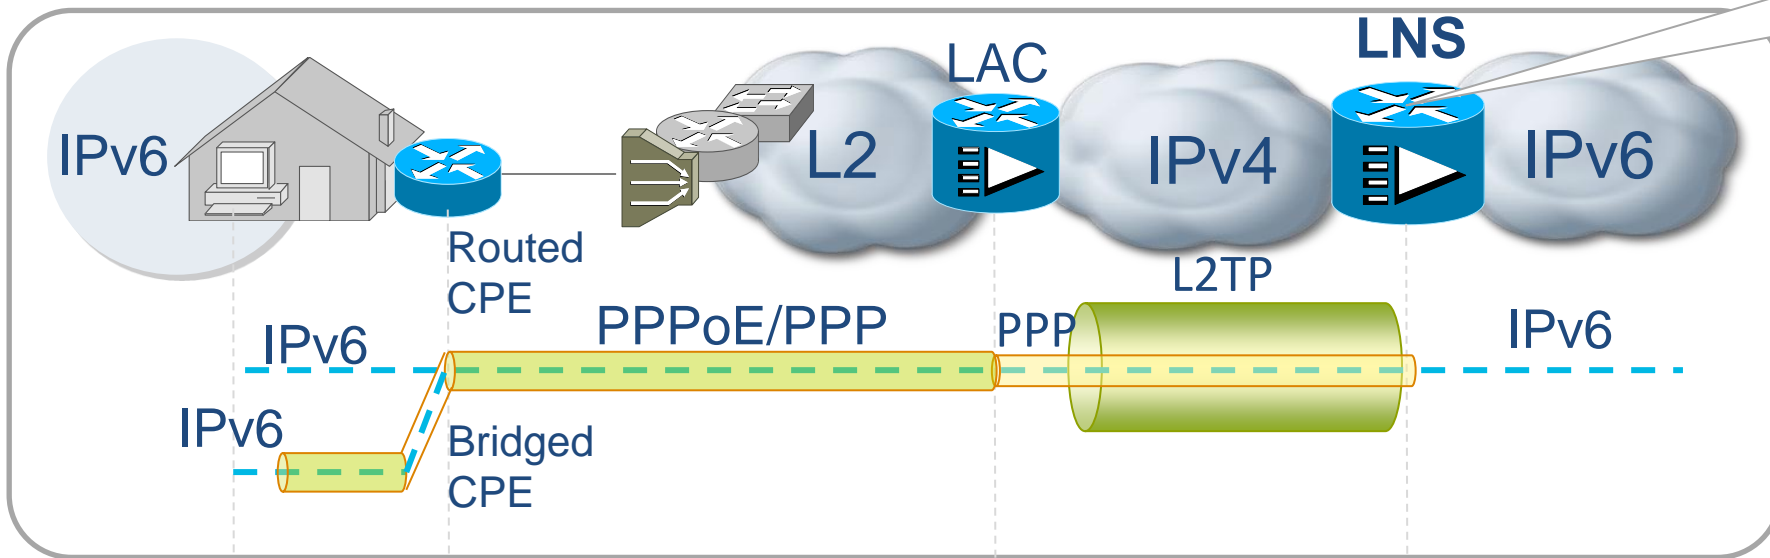 LNS
LAC
IPv6
L2
IPv4
IPv6
Routed
CPE
L2TP
PPPoE/PPP
PPP
IPv6
IPv6
IPv6
Bridged
CPE